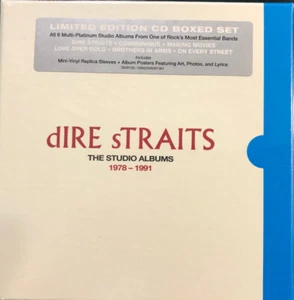 LIMITED EDITION CD BOXED SET
All 6 Multi-Platinum Studio Albums From One of Rock's Most Essential Bands
DIRE STRAITS • COMMUNIQUÉ • MAKING MOVIES
LOVE OVER GOLD • BROTHERS IN ARMS • ON EVERY STREET
INCLUDES
Mini-Vinyl Replica Sleeves + Album Posters Featuring Art, Photos, and Lyrics
dIRE sTRAITS
THE STUDIO ALBUMS
1978 – 1991